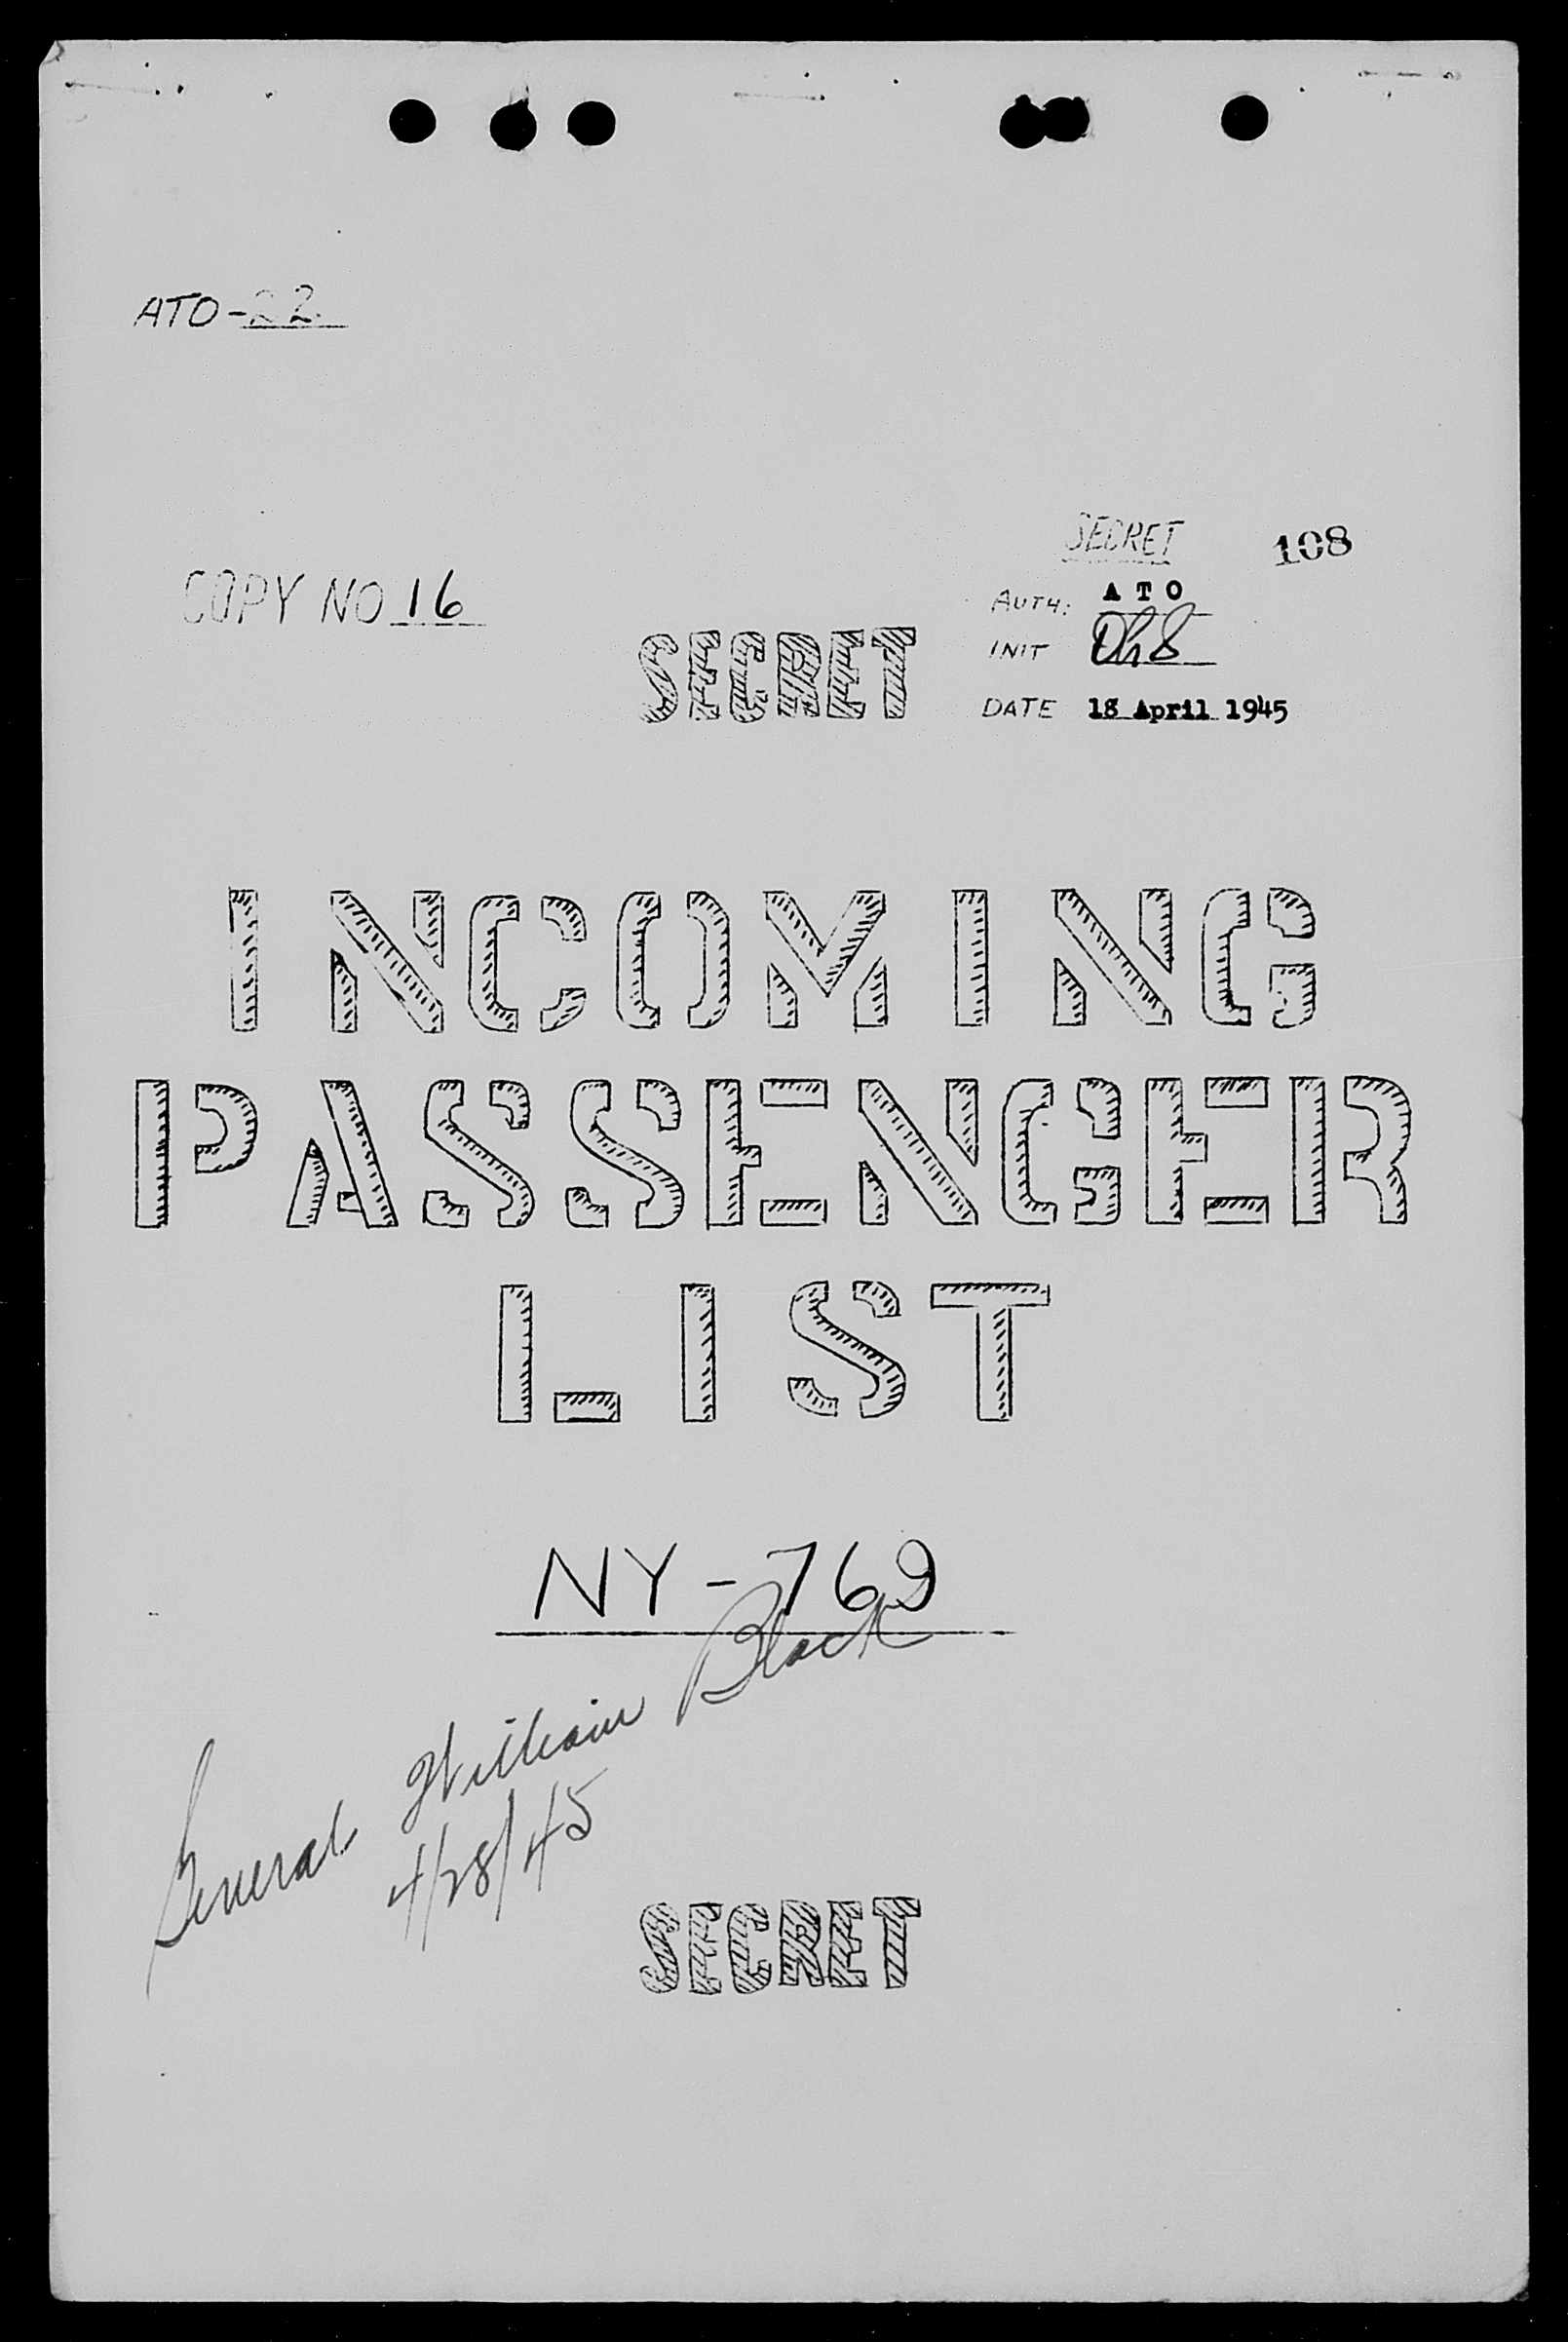 ATO-22
SECRET 108
COPY NO 16
AUTH: ATO
INIT
SECRET
DATE 18 April 1945
INCOMING
PASSENGER
LIST
NY-769
General William Black
4/28/45
SECRET